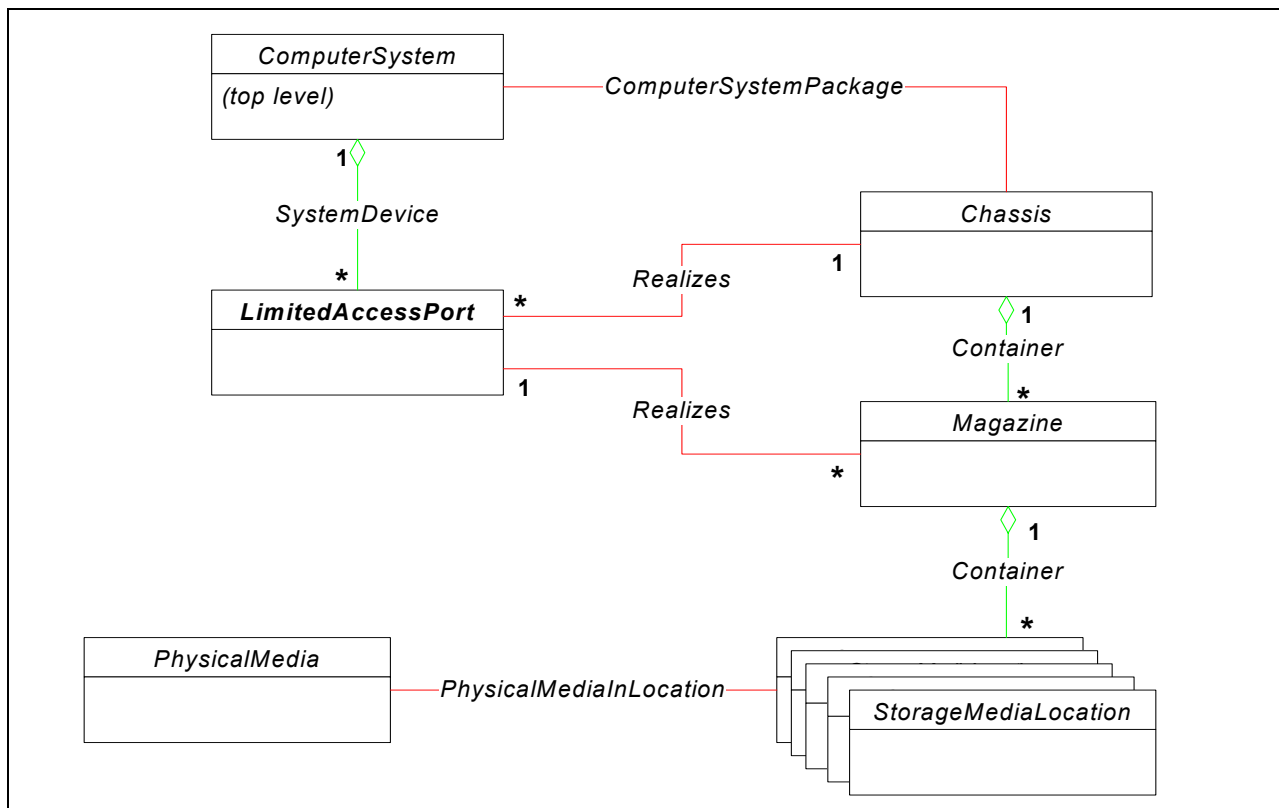 ComputerSystem
(top level)
ComputerSystemPackage
1
SystemDevice
*
Chassis
1
Realizes
*
LimitedAccessPort
1
Container
*
1
Realizes
*
Magazine
1
Container
*
PhysicalMedia
PhysicalMediaInLocation
StorageMediaLocation